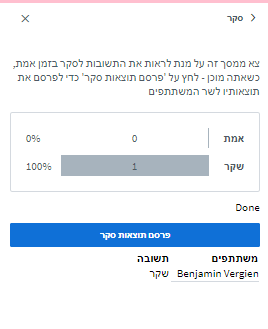 סקר
צא ממסך זה על מנת לראות את התשובות לסקר בזמן אמת,
כשאתה מוכן - לחץ על 'פרסם תוצאות סקר' כדי לפרסם את
תוצאותיו לשר המשתתפים
אמת 0 0%
שקר 1 100%
Done
פרסם תוצאות סקר
משתתפים תשובה
Benjamin Vergien שקר